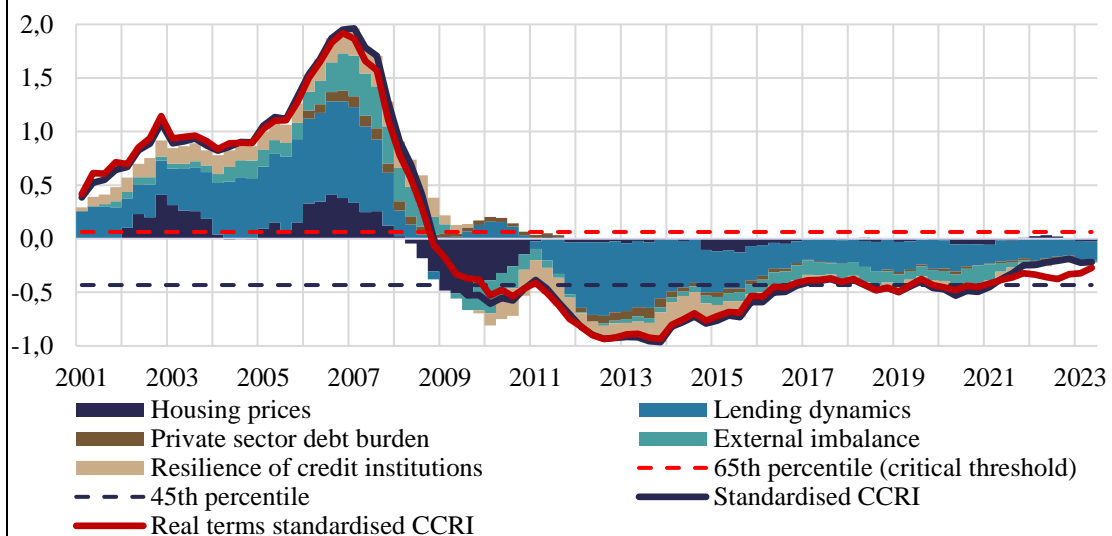 2,0
1,5
1,0
0,5
0,0
-0,5
-1,0
2001 2003 2005 2007 2009 2011 2013 2015 2017 2019 2021 2023
Housing prices Lending dynamics
Private sector debt burden External imbalance
Resilience of credit institutions 65th percentile (critical threshold)
45th percentile Standardised CCRI
Real terms standardised CCRI